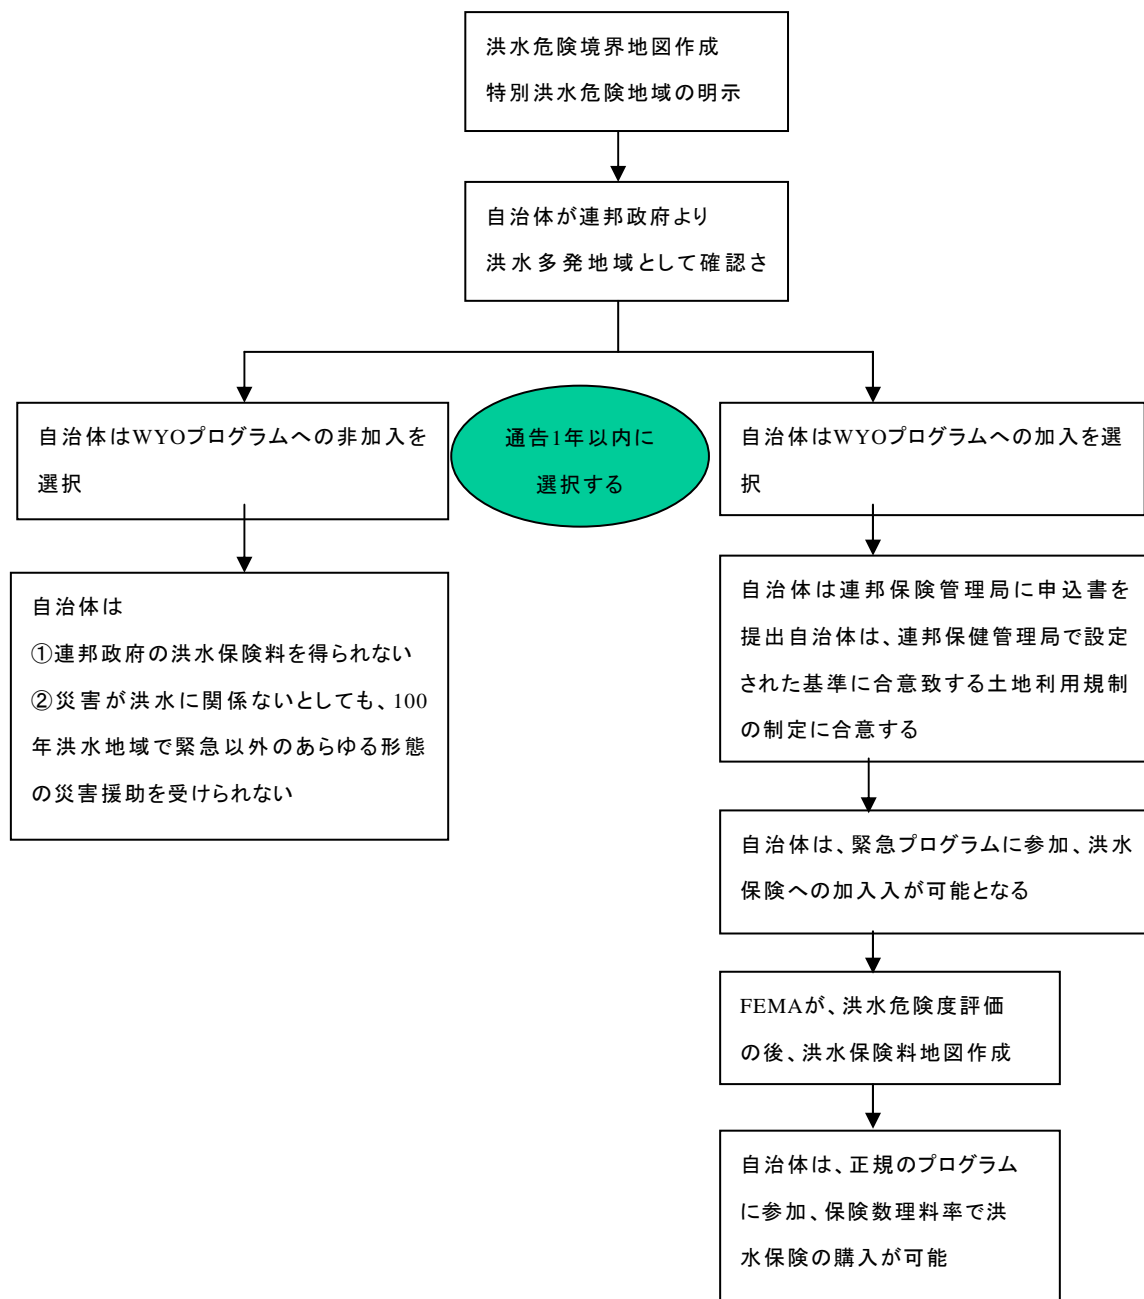 洪水危険境界地図作成
特別洪水危険地域の明示
自治体が連邦政府より
洪水多発地域として確認さ
自治体はWYOプログラムへの非加入を
選択
通告1年以内に
選択する
自治体はWYOプログラムへの加入を選
択
自治体は
①連邦政府の洪水保険料を得られない
②災害が洪水に関係ないとしても、100
年洪水地域で緊急以外のあらゆる形態
の災害援助を受けられない
自治体は連邦保険管理局に申込書を
提出自治体は、連邦保健管理局で設定
された基準に合意致する土地利用規制
の制定に合意する
自治体は、緊急プログラムに参加、洪水
保険への加入入が可能となる
FEMAが、洪水危険度評価
の後、洪水保険料地図作成
自治体は、正規のプログラム
に参加、保険数理料率で洪
水保険の購入が可能